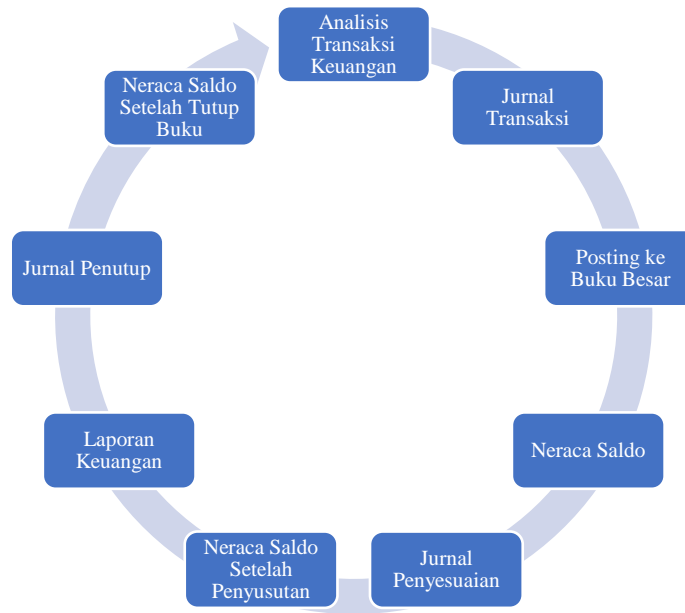 Analisis
Transaksi
Keuangan
Jurnal
Transaksi
Posting ke
Buku Besar
Neraca Saldo
Jurnal
Penyesuaian
Neraca Saldo
Setelah
Penyusutan
Laporan
Keuangan
Jurnal Penutup
Neraca Saldo
Setelah Tutup
Buku